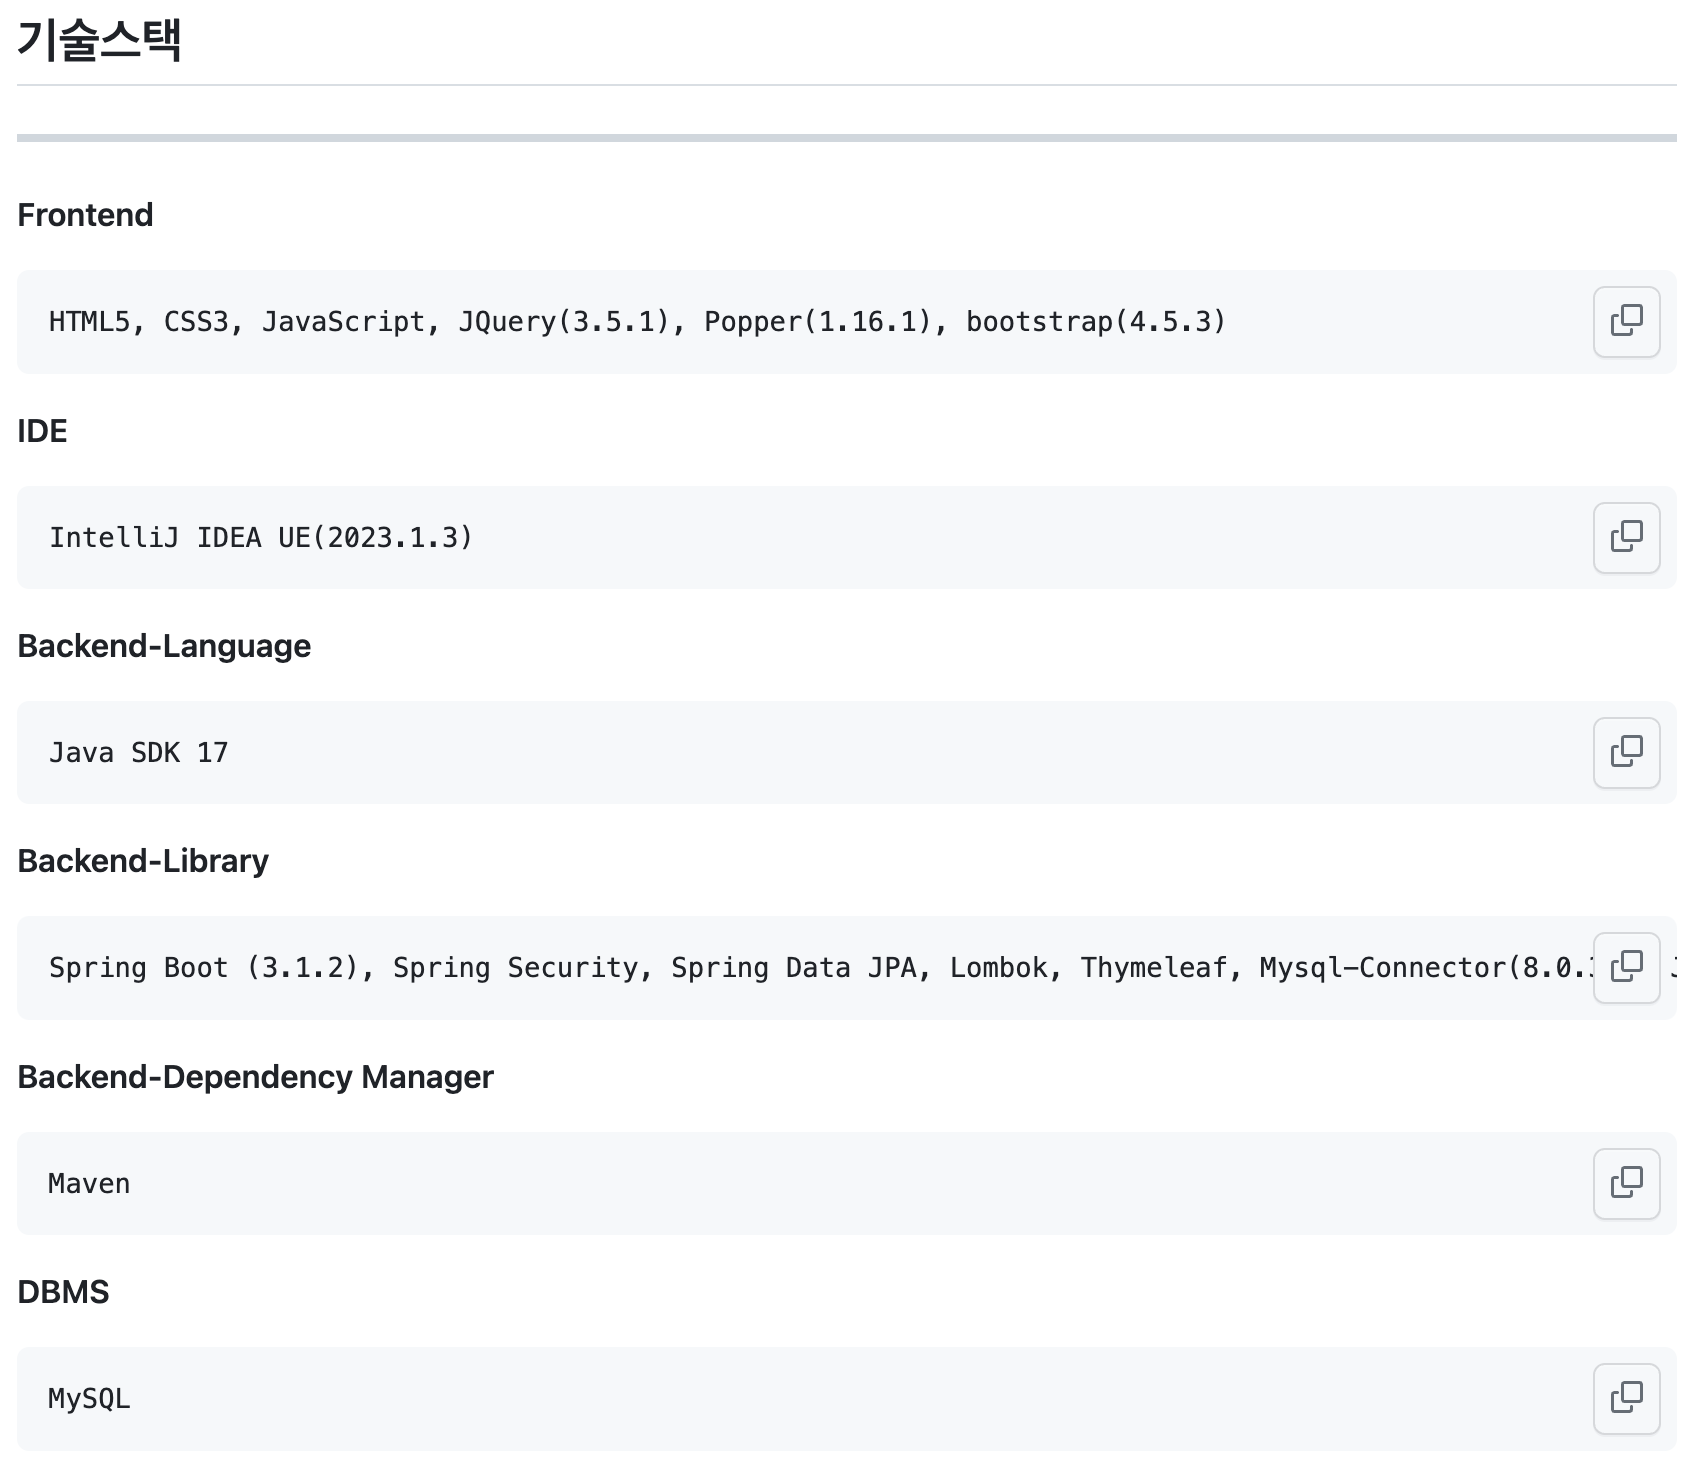 기술스택
Frontend
HTML5, CSS3, JavaScript, JQuery(3.5.1), Popper(1.16.1), bootstrap(4.5.3)
IDE
IntelliJ IDEA UE(2023.1.3)
Backend-Language
Java SDK 17
Backend-Library
Spring Boot (3.1.2), Spring Security, Spring Data JPA, Lombok, Thymeleaf, Mysql-Connector(8.0.
Backend-Dependency Manager
Maven
DBMS
MySQL